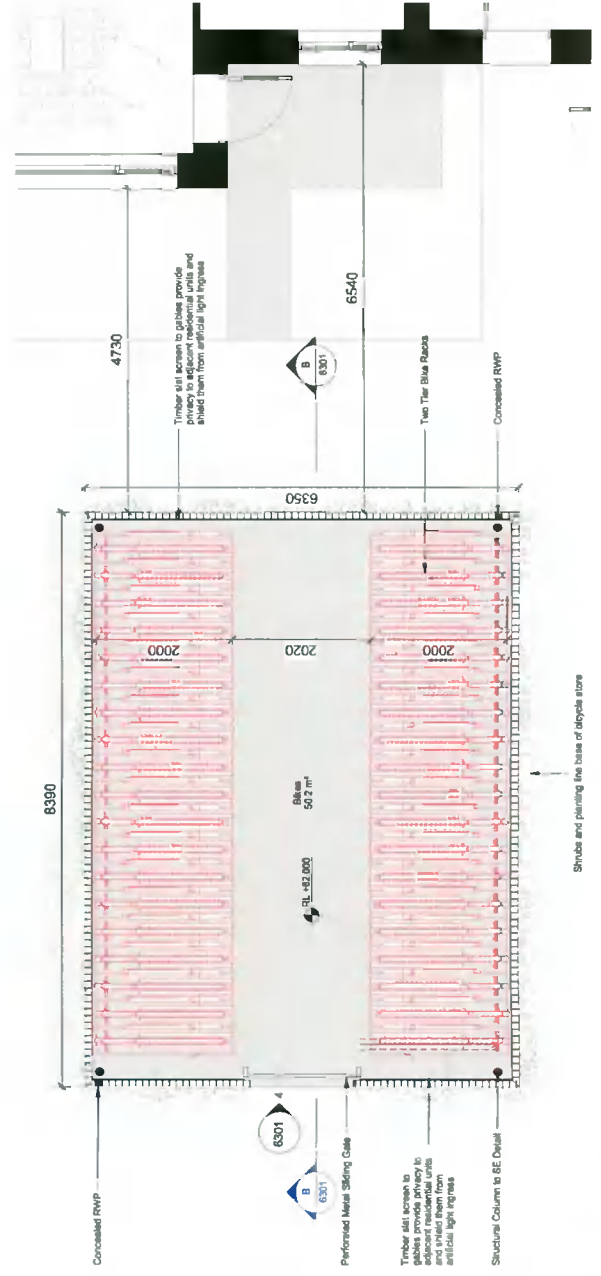 4730
Timber slat screen to gables provide
privacy to adjacent residential units and
shield them from artificial light ingress
6540
B
6301
Two Tier Bike Racks
Concealed RWP
6350
8390
2000
2020
2000
Bikes
50.2 m²
RL +82.000
Shrubs and planting line base of bicycle store
4
6301
B
6301
Concealed RWP
Perforated Metal Sliding Gate
Timber slat screen to
gables provide privacy to
adjacent residential units
and shield them from
artificial light ingress
Structural Column to SE Detail